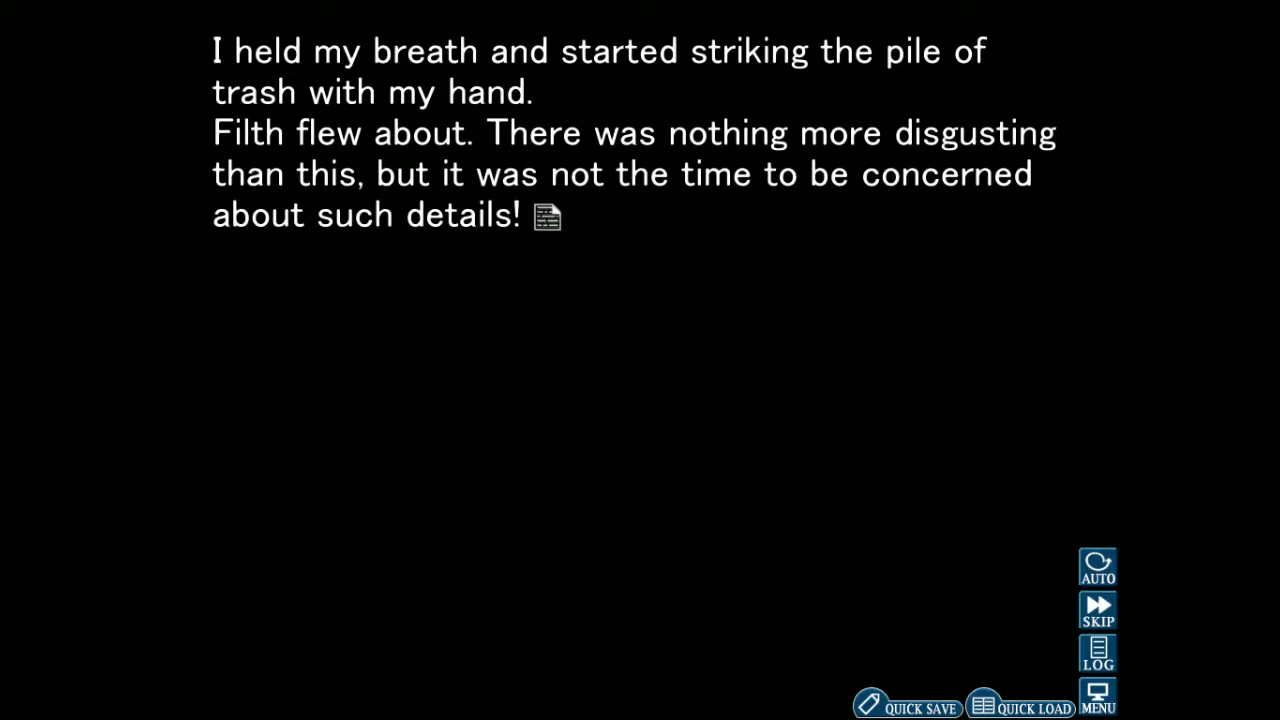 I held my breath and started striking the pile of
trash with my hand.
Filth flew about. There was nothing more disgusting
than this, but it was not the time to be concerned
about such details!
AUTO
SKIP
LOG
MENU
QUICK SAVE
QUICK LOAD